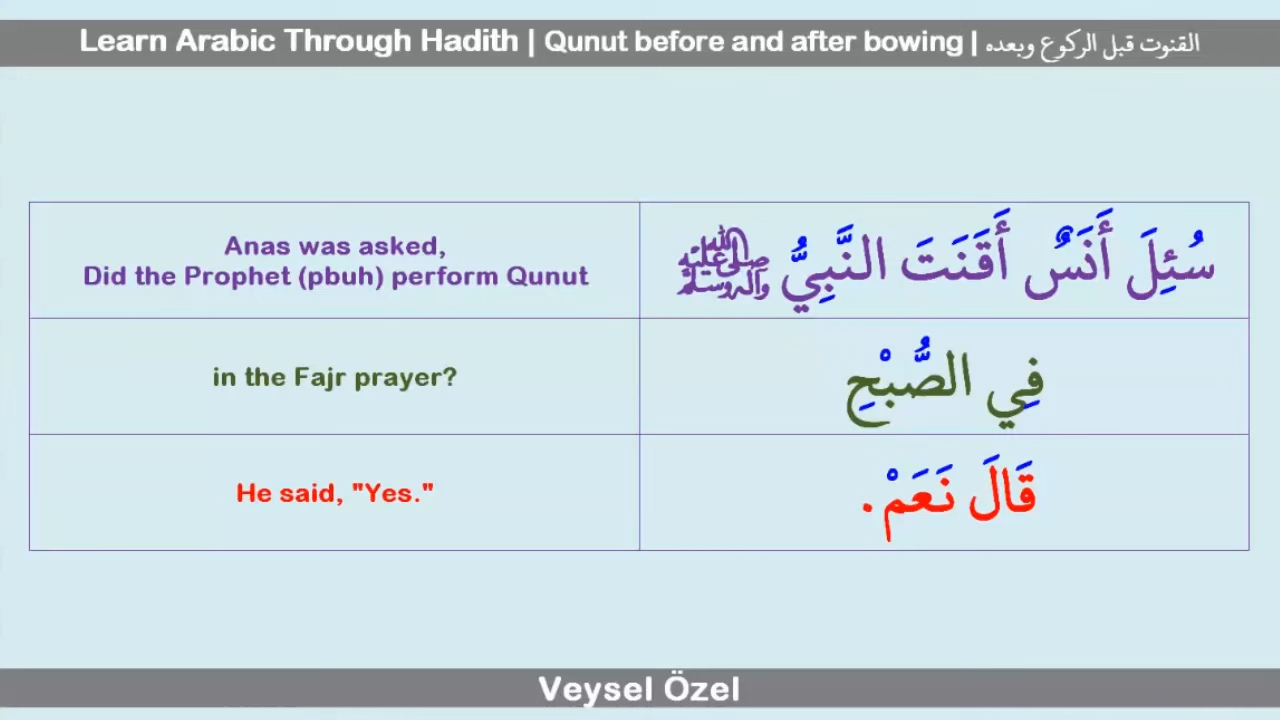 Learn Arabic Through Hadith | Qunut before and after bowing | القنوت قبل الركوع وبعده
Anas was asked,
Did the Prophet (pbuh) perform Qunut
سُئِلَ أَنَسٌ أَقَنَتَ النَّبِيُّ ﷺ
in the Fajr prayer?
فِي الصُّبْحِ
He said, "Yes."
قَالَ نَعَمْ.
Veysel Özel